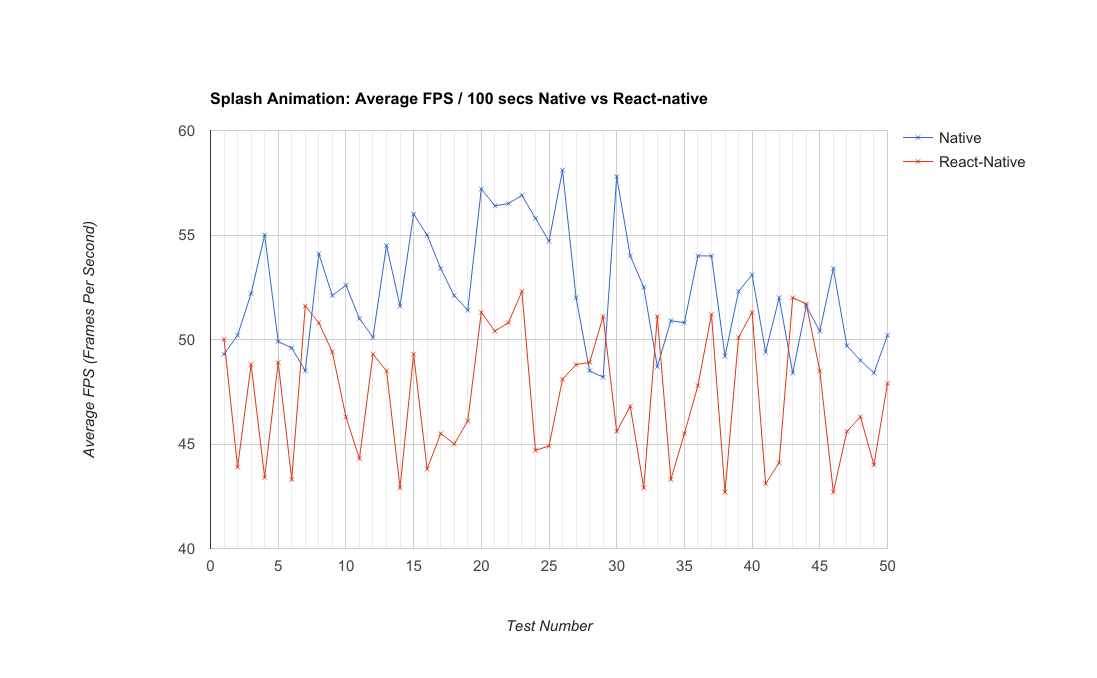 Splash Animation: Average FPS / 100 secs Native vs React-native
Native
React-Native
Average FPS (Frames Per Second)
60
55
50
45
40
0 5 10 15 20 25 30 35 40 45 50
Test Number